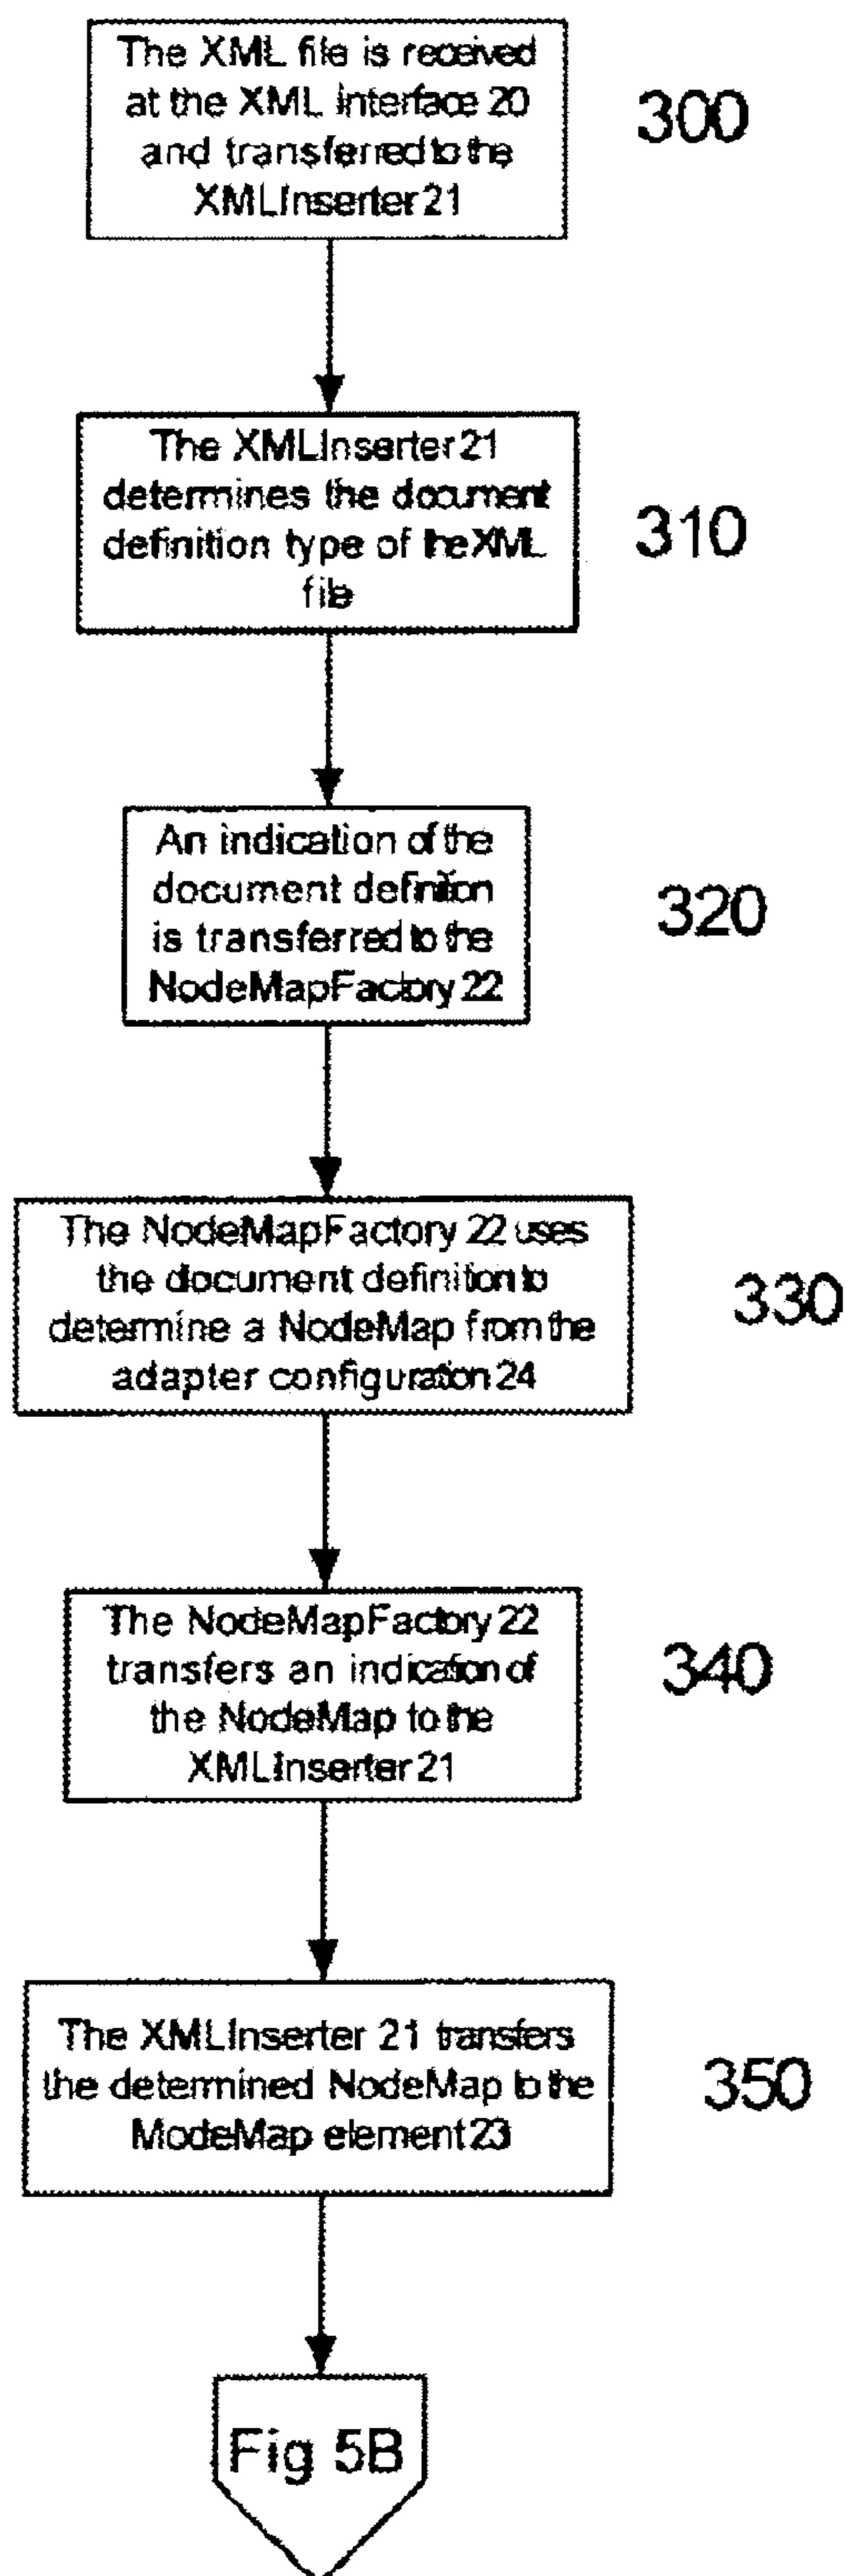 The XML file is received
at the XML interface 20
and transferred to the
XMLInserter 21
300
The XMLInserter 21
determines the document
definition type of the XML
file
310
An indication of the
document definition
is transferred to the
NodeMapFactory 22
320
The NodeMapFactory 22 uses
the document definition to
determine a NodeMap from the
adapter configuration 24
330
The NodeMapFactory 22
transfers an indication of
the NodeMap to the
XMLInserter 21
340
The XMLInserter 21 transfers
the determined NodeMap to the
ModeMap element 23
350
Fig 5B